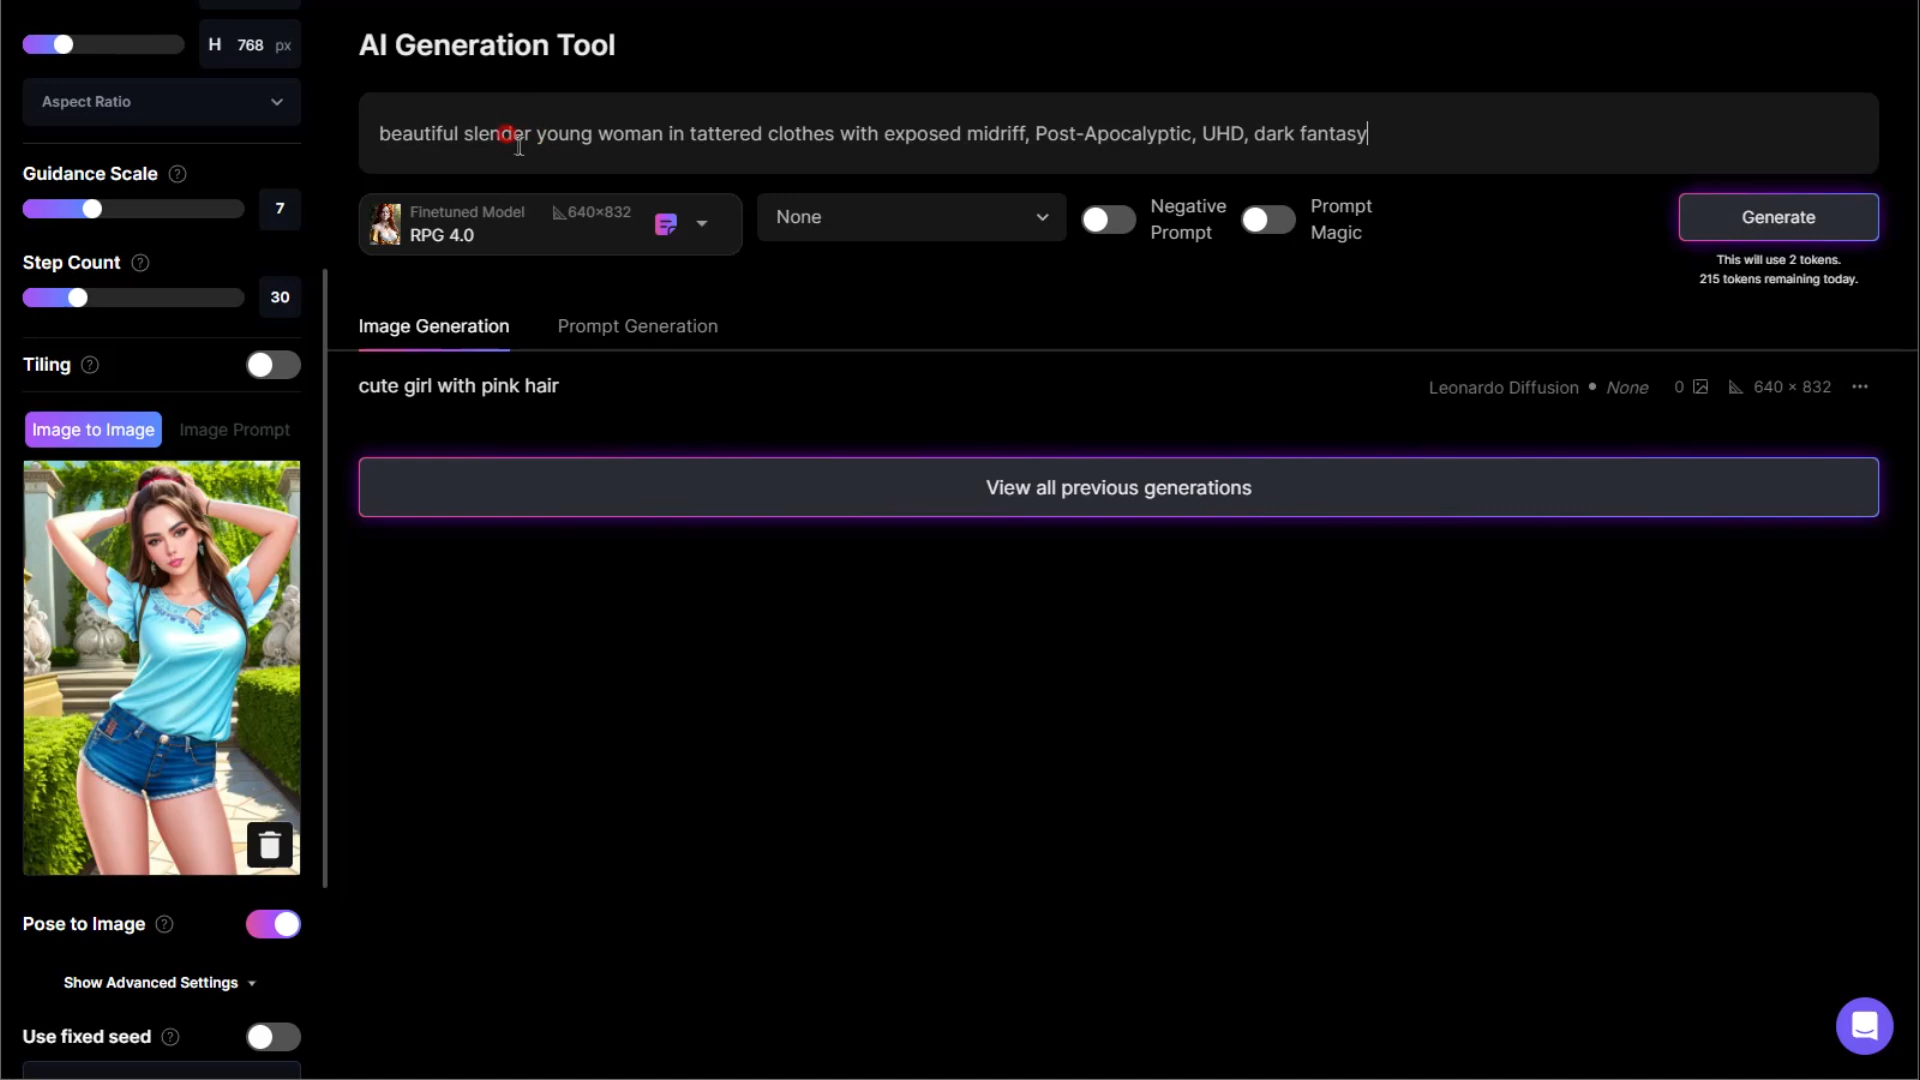 H 768 px
Aspect Ratio
Guidance Scale ?
7
Step Count ?
30
Tiling ?
Image to Image
Image Prompt
Pose to Image ?
Show Advanced Settings
Use fixed seed ?
AI Generation Tool
beautiful slender young woman in tattered clothes with exposed midriff, Post-Apocalyptic, UHD, dark fantasy
Finetuned Model
640×832
RPG 4.0
None
Negative
Prompt
Prompt
Magic
Generate
This will use 2 tokens.
215 tokens remaining today.
Image Generation
Prompt Generation
cute girl with pink hair
Leonardo Diffusion • None 0 640 × 832 ···
View all previous generations